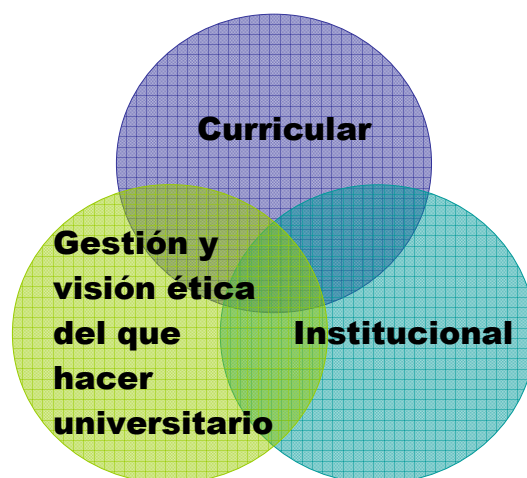 Curricular
Gestión y
visión ética
del que
hacer
universitario
Institucional